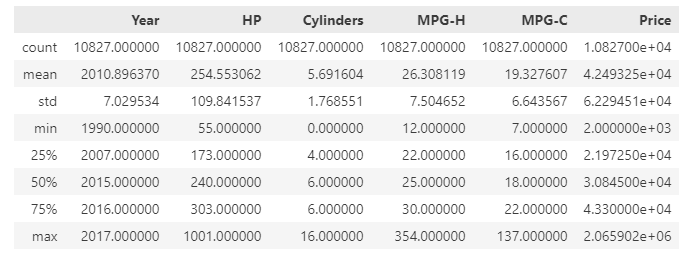 Year HP Cylinders MPG-H MPG-C Price
count 10827.000000 10827.000000 10827.000000 10827.000000 10827.000000 1.082700e+04
mean 2010.896370 254.553062 5.691604 26.308119 19.327607 4.249325e+04
std 7.029534 109.841537 1.768551 7.504652 6.643567 6.229451e+04
min 1990.000000 55.000000 0.000000 12.000000 7.000000 2.000000e+03
25% 2007.000000 173.000000 4.000000 22.000000 16.000000 2.197250e+04
50% 2015.000000 240.000000 6.000000 25.000000 18.000000 3.084500e+04
75% 2016.000000 303.000000 6.000000 30.000000 22.000000 4.330000e+04
max 2017.000000 1001.000000 16.000000 354.000000 137.000000 2.065902e+06